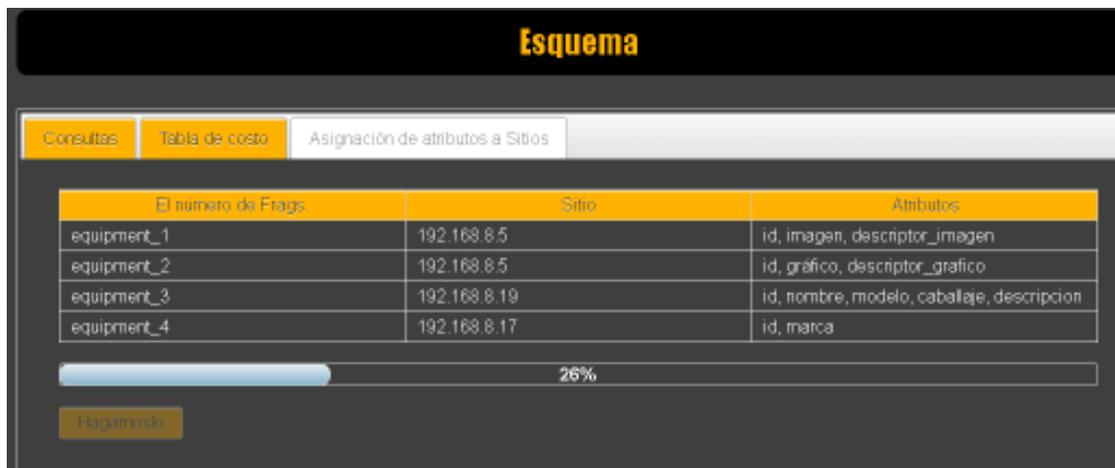 Esquema
Consultas Tabla de costo Asignación de atributos a Sitios
El número de Frags. Sitio Atributos
equipment_1 192.168.8.5 id, imagen, descriptor_imagen
equipment_2 192.168.8.5 id, gráfico, descriptor_grafico
equipment_3 192.168.8.19 id, nombre, modelo, caballaje, descripcion
equipment_4 192.168.8.17 id, marca
26%
Hagámoslo